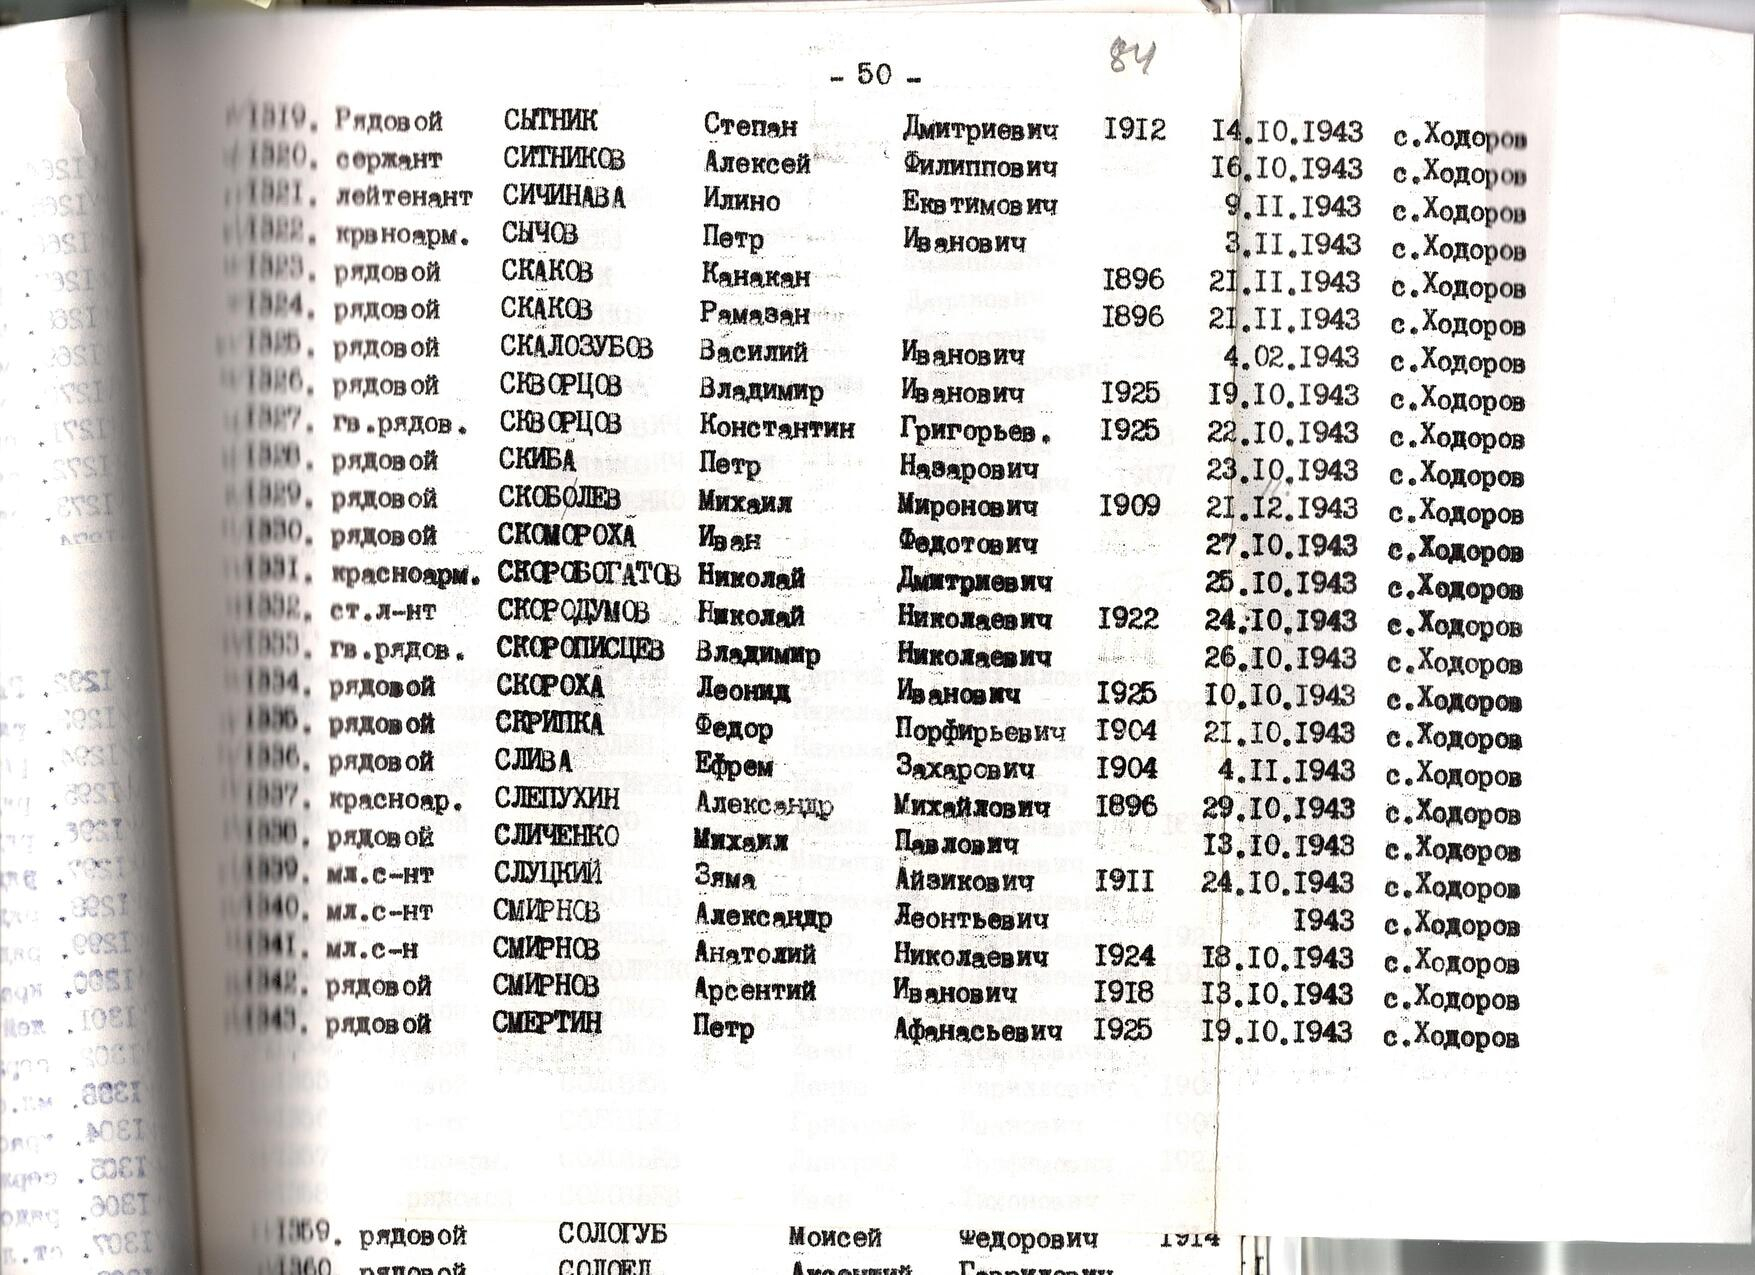 84
- 50 -
1319. Рядовой СЫТНИК Степан Дмитриевич 1912 14.10.1943 с.Ходоров
1320. сержант СИТНИКОВ Алексей Филиппович 16.10.1943 с.Ходоров
1321. лейтенант СИЧИНАВА Илино Еквтимович 9.11.1943 с.Ходоров
1322. крвноарм. СЫЧОВ Петр Иванович 3.11.1943 с.Ходоров
1323. рядовой СКАКОВ Канакан 1896 21.11.1943 с.Ходоров
1324. рядовой СКАКОВ Рамазан 1896 21.11.1943 с.Ходоров
1325. рядовой СКАЛОЗУБОВ Василий Иванович 4.02.1943 с.Ходоров
1326. рядовой СКВОРЦОВ Владимир Иванович 1925 19.10.1943 с.Ходоров
1327. гв.рядов. СКВОРЦОВ Константин Григорьев. 1925 22.10.1943 с.Ходоров
1328. рядовой СКИБА Петр Назарович 23.10.1943 с.Ходоров
1329. рядовой СКОБОЛЕВ Михаил Миронович 1909 21.12.1943 с.Ходоров
1330. рядовой СКОМОРОХА Иван Федотович 27.10.1943 с.Ходоров
1331. красноарм. СКОРОБОГАТОВ Николай Дмитриевич 25.10.1943 с.Ходоров
1332. ст.л-нт СКОРОДУМОВ Николай Николаевич 1922 24.10.1943 с.Ходоров
1333. гв.рядов. СКОРОПИСЦЕВ Владимир Николаевич 26.10.1943 с.Ходоров
1334. рядовой СКОРОХА Леонид Иванович 1925 10.10.1943 с.Ходоров
1335. рядовой СКРИПКА Федор Порфирьевич 1904 21.10.1943 с.Ходоров
1336. рядовой СЛИВА Ефрем Захарович 1904 4.11.1943 с.Ходоров
1337. красноар. СЛЕПУХИН Александр Михайлович 1896 29.10.1943 с.Ходоров
1338. рядовой СЛИЧЕНКО Михаил Павлович 13.10.1943 с.Ходоров
1339. мл.с-нт СЛУЦКИЙ Зяма Айзикович 1911 24.10.1943 с.Ходоров
1340. мл.с-нт СМИРНОВ Александр Леонтьевич 1943 с.Ходоров
1341. мл.с-н СМИРНОВ Анатолий Николаевич 1924 18.10.1943 с.Ходоров
1342. рядовой СМИРНОВ Арсентий Иванович 1918 13.10.1943 с.Ходоров
1343. рядовой СМЕРТИН Петр Афанасьевич 1925 19.10.1943 с.Ходоров
1359. рядовой СОЛОГУБ Моисей Федорович 1914
1360. рядовой